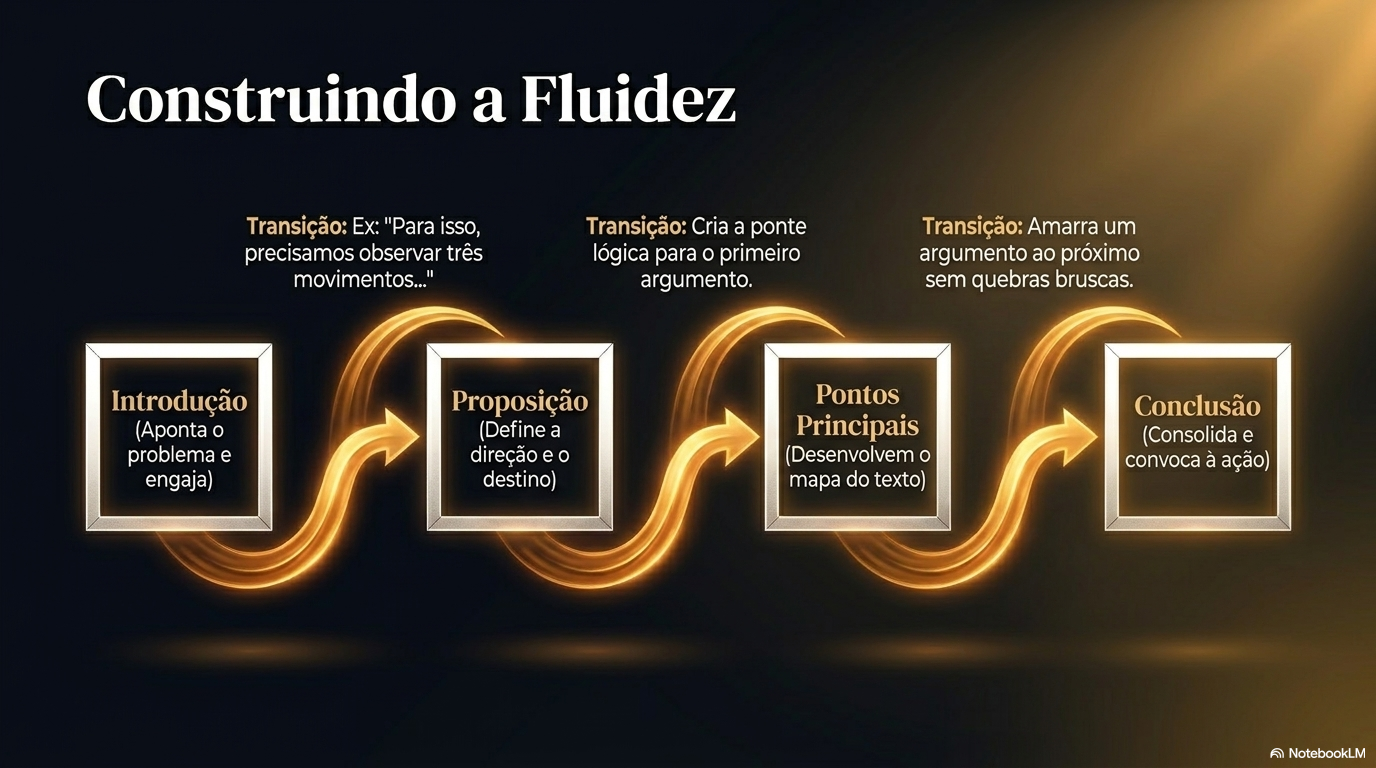 Construindo a Fluidez
Transição: Ex: "Para isso,
precisamos observar três
movimentos..."
Transição: Cria a ponte
lógica para o primeiro
argumento.
Transição: Amarra um
argumento ao próximo
sem quebras bruscas.
Introdução
(Aponta o
problema e
engaja)
Proposição
(Define a
direção e o
destino)
Pontos
Principais
(Desenvolvem o
mapa do texto)
Conclusão
(Consolida e
convoca à ação)
NotebookLM